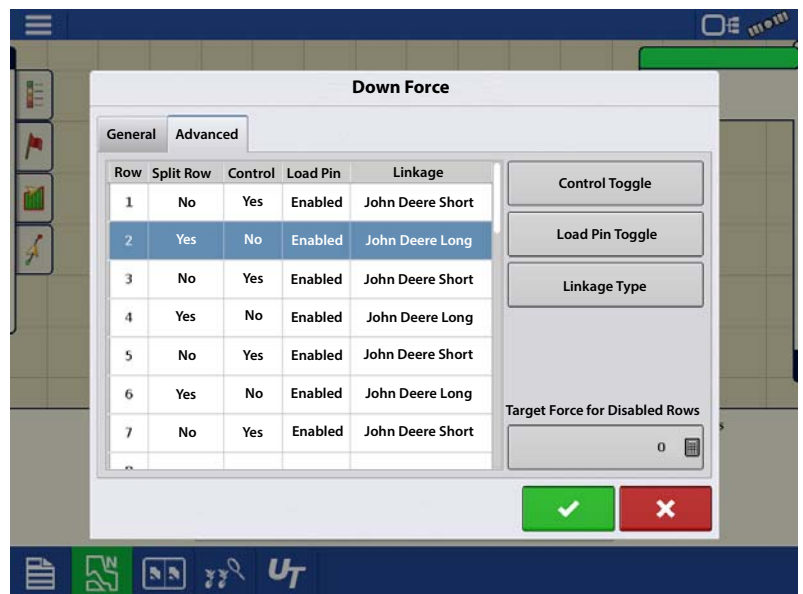 Down Force
General Advanced
Row Split Row Control Load Pin Linkage
1 No Yes Enabled John Deere Short
2 Yes No Enabled John Deere Long
3 No Yes Enabled John Deere Short
4 Yes No Enabled John Deere Long
5 No Yes Enabled John Deere Short
6 Yes No Enabled John Deere Long
7 No Yes Enabled John Deere Short
Control Toggle
Load Pin Toggle
Linkage Type
Target Force for Disabled Rows
0
N
UT